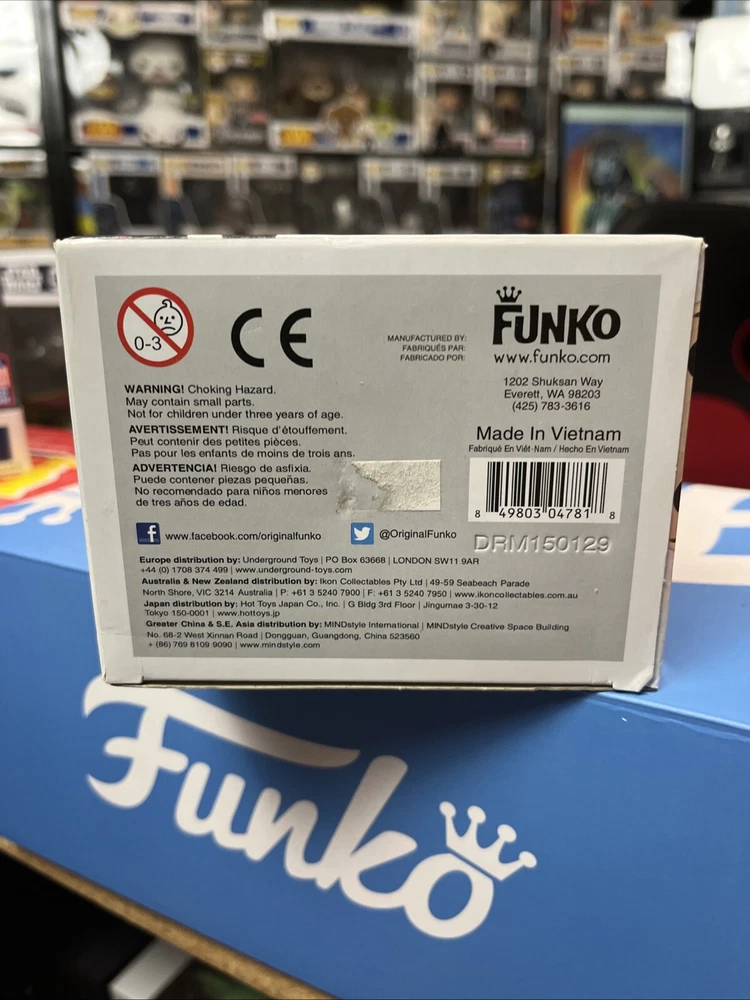 0-3
CE
MANUFACTURED BY:
FABRIQUÉS PAR:
FABRICADO POR:
FUNKO
www.funko.com
1202 Shuksan Way
Everett, WA 98203
(425) 783-3616
WARNING! Choking Hazard.
May contain small parts.
Not for children under three years of age.
AVERTISSEMENT! Risque d'étouffement.
Peut contenir des petites pièces.
Pas pour les enfants de moins de trois ans.
ADVERTENCIA! Riesgo de asfixia.
Puede contener piezas pequeñas.
No recomendado para niños menores
de tres años de edad.
Made In Vietnam
Fabriqué En Viêt-Nam / Hecho En Vietnam
8 49803 04781 8
f www.facebook.com/originalfunko
@OriginalFunko
DRM150129
Europe distribution by: Underground Toys | PO Box 63668 | LONDON SW11 9AR
+44 (0) 1708 374 499 | www.underground-toys.com
Australia & New Zealand distribution by: Ikon Collectables Pty Ltd | 49-59 Seabeach Parade
North Shore, VIC 3214 Australia | P: +61 3 5240 7900 | F: +61 3 5240 7950 | www.ikoncollectables.com.au
Japan distribution by: Hot Toys Japan Co., Inc. | G Bldg 3rd Floor | Jingumae 3-30-12
Tokyo 150-0001 | www.hottoys.jp
Greater China & S.E. Asia distribution by: MINDstyle International | MINDstyle Creative Space Building
No. 68-2 West Xinnan Road | Dongguan, Guangdong, China 523560
+ (86) 769 8109 9090 | www.mindstyle.com
Funko